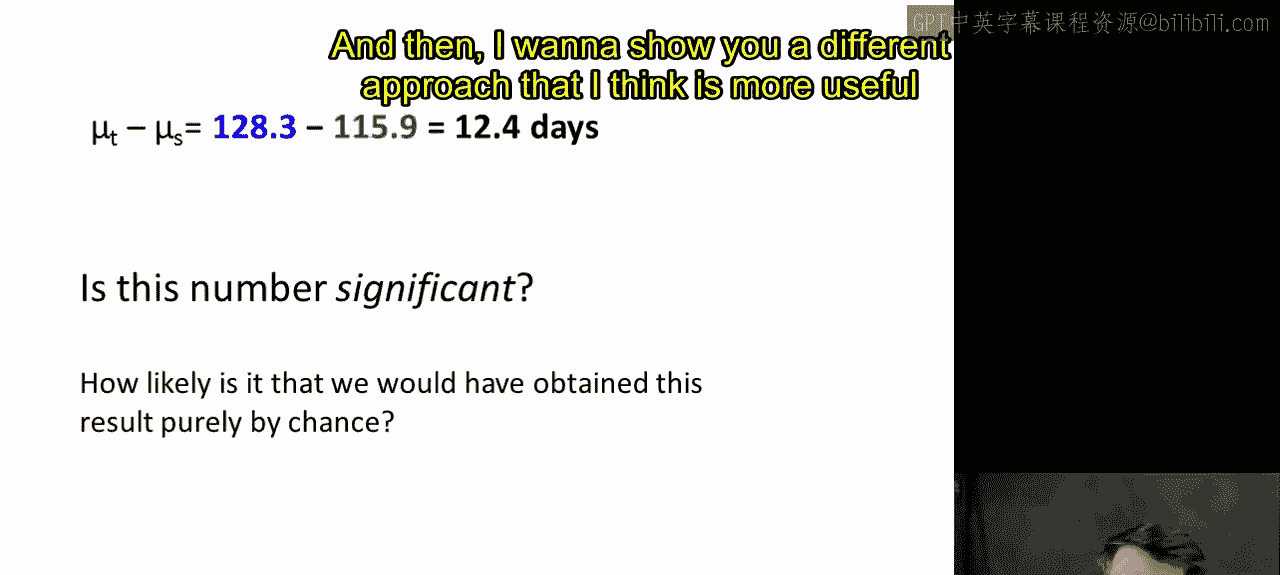 GPT中英字幕课程资源@bilibili.com
And then, I wanna show you a different
approach that I think is more useful
μt – μs= 128.3 – 115.9 = 12.4 days
Is this number significant?
How likely is it that we would have obtained this
result purely by chance?